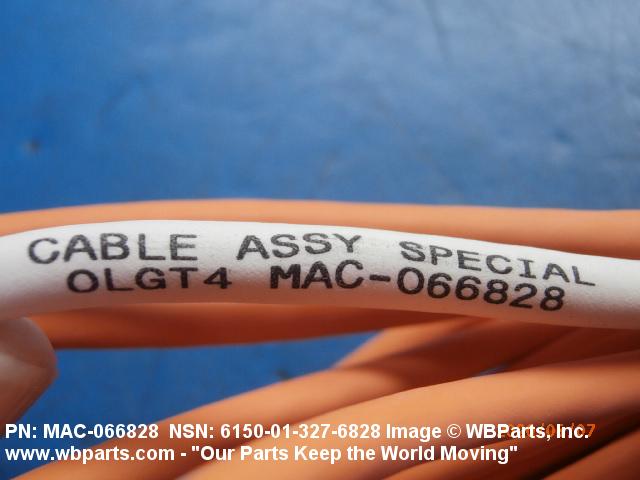 CABLE ASSY SPECIAL
OLGT4 MAC-066828
PN: MAC-066828 NSN: 6150-01-327-6828 Image © WBParts, Inc.
www.wbparts.com - "Our Parts Keep the World Moving"